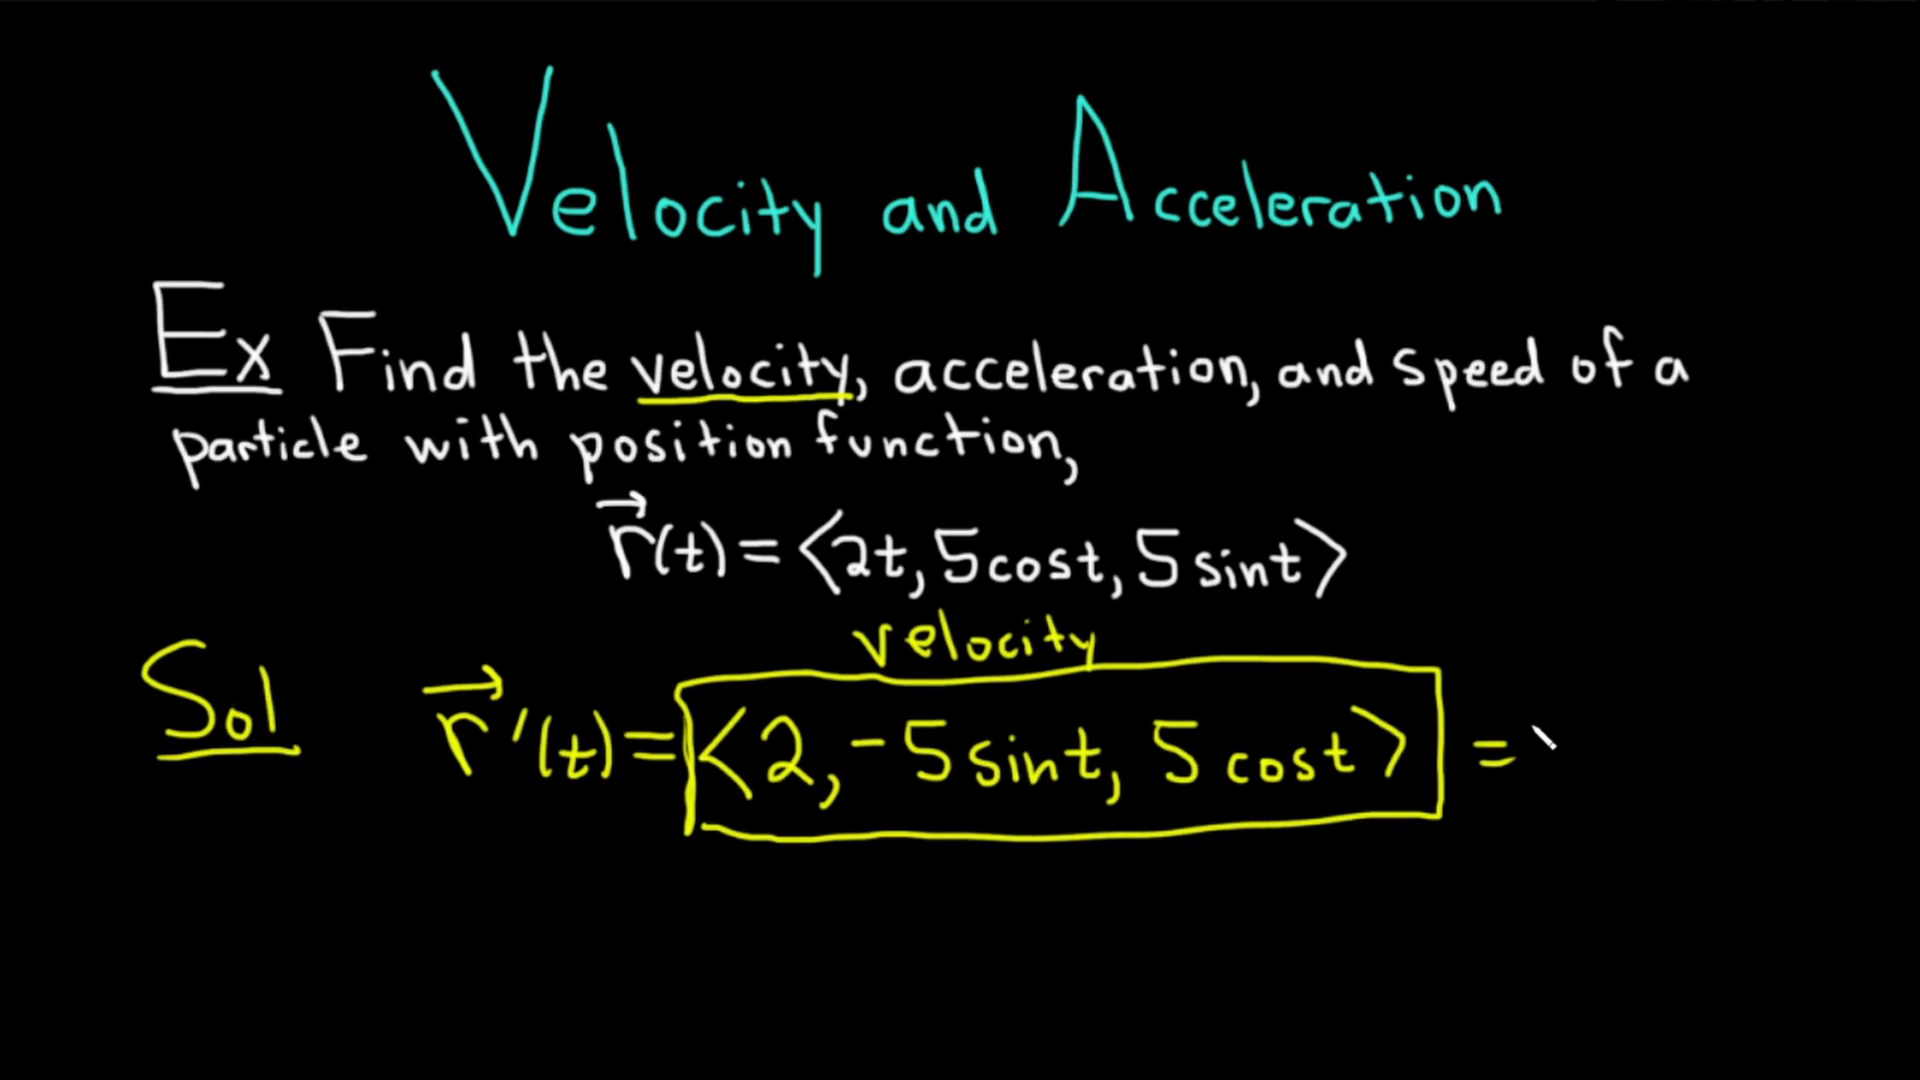 Velocity and Acceleration
Ex Find the velocity, acceleration, and speed of a
particle with position function,
r⃗(t) = ⟨2t, 5cost, 5sint⟩
velocity
Sol r⃗'(t) = ⟨2, -5sint, 5cost⟩ =